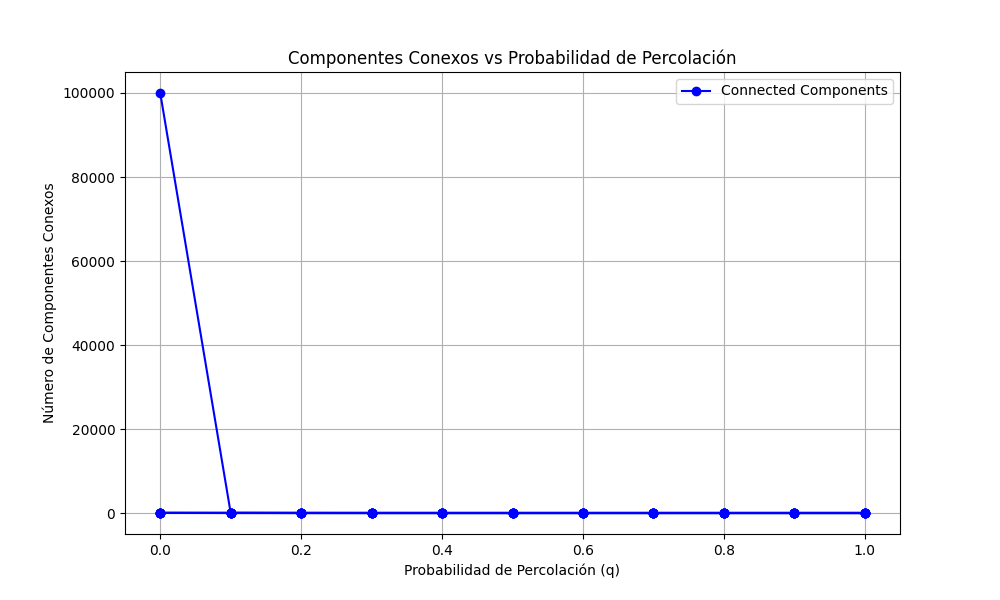 Componentes Conexos vs Probabilidad de Percolación
Connected Components
Número de Componentes Conexos
100000
80000
60000
40000
20000
0
0.0 0.2 0.4 0.6 0.8 1.0
Probabilidad de Percolación (q)